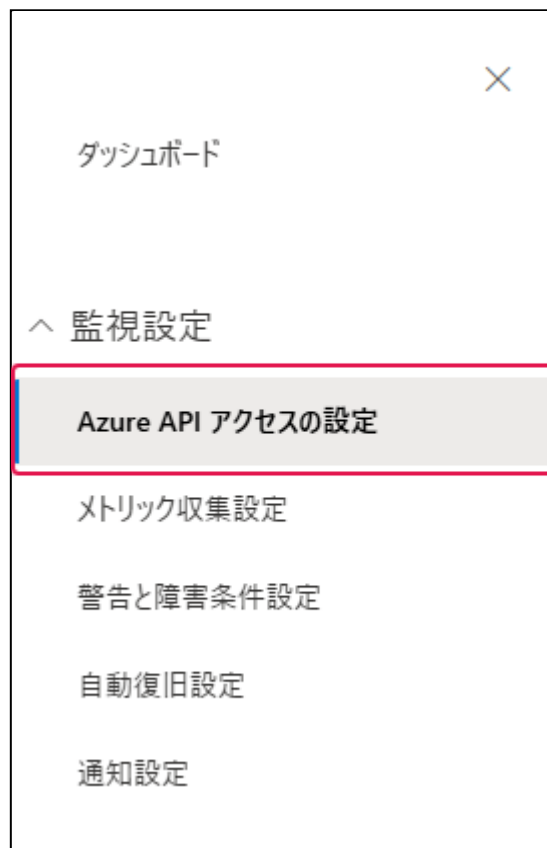 ダッシュボード
監視設定
Azure API アクセスの設定
メトリック収集設定
警告と障害条件設定
自動復旧設定
通知設定